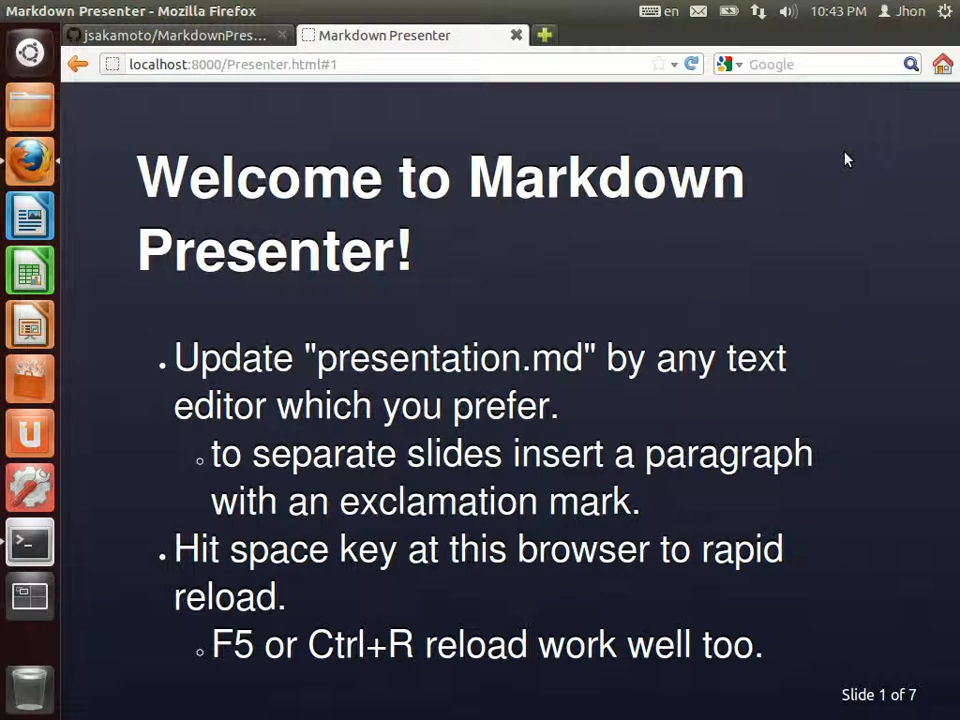 Markdown Presenter - Mozilla Firefox
en
10:43 PM
Jhon
jsakamoto/MarkdownPres...
Markdown Presenter
localhost:8000/Presenter.html#1
Google
Welcome to Markdown
Presenter!
• Update "presentation.md" by any text
editor which you prefer.
◦ to separate slides insert a paragraph
with an exclamation mark.
• Hit space key at this browser to rapid
reload.
◦ F5 or Ctrl+R reload work well too.
Slide 1 of 7